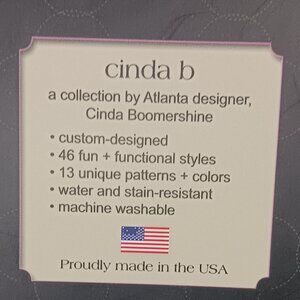 cinda b
a collection by Atlanta designer,
Cinda Boomershine
• custom-designed
• 46 fun + functional styles
• 13 unique patterns + colors
• water and stain-resistant
• machine washable
Proudly made in the USA